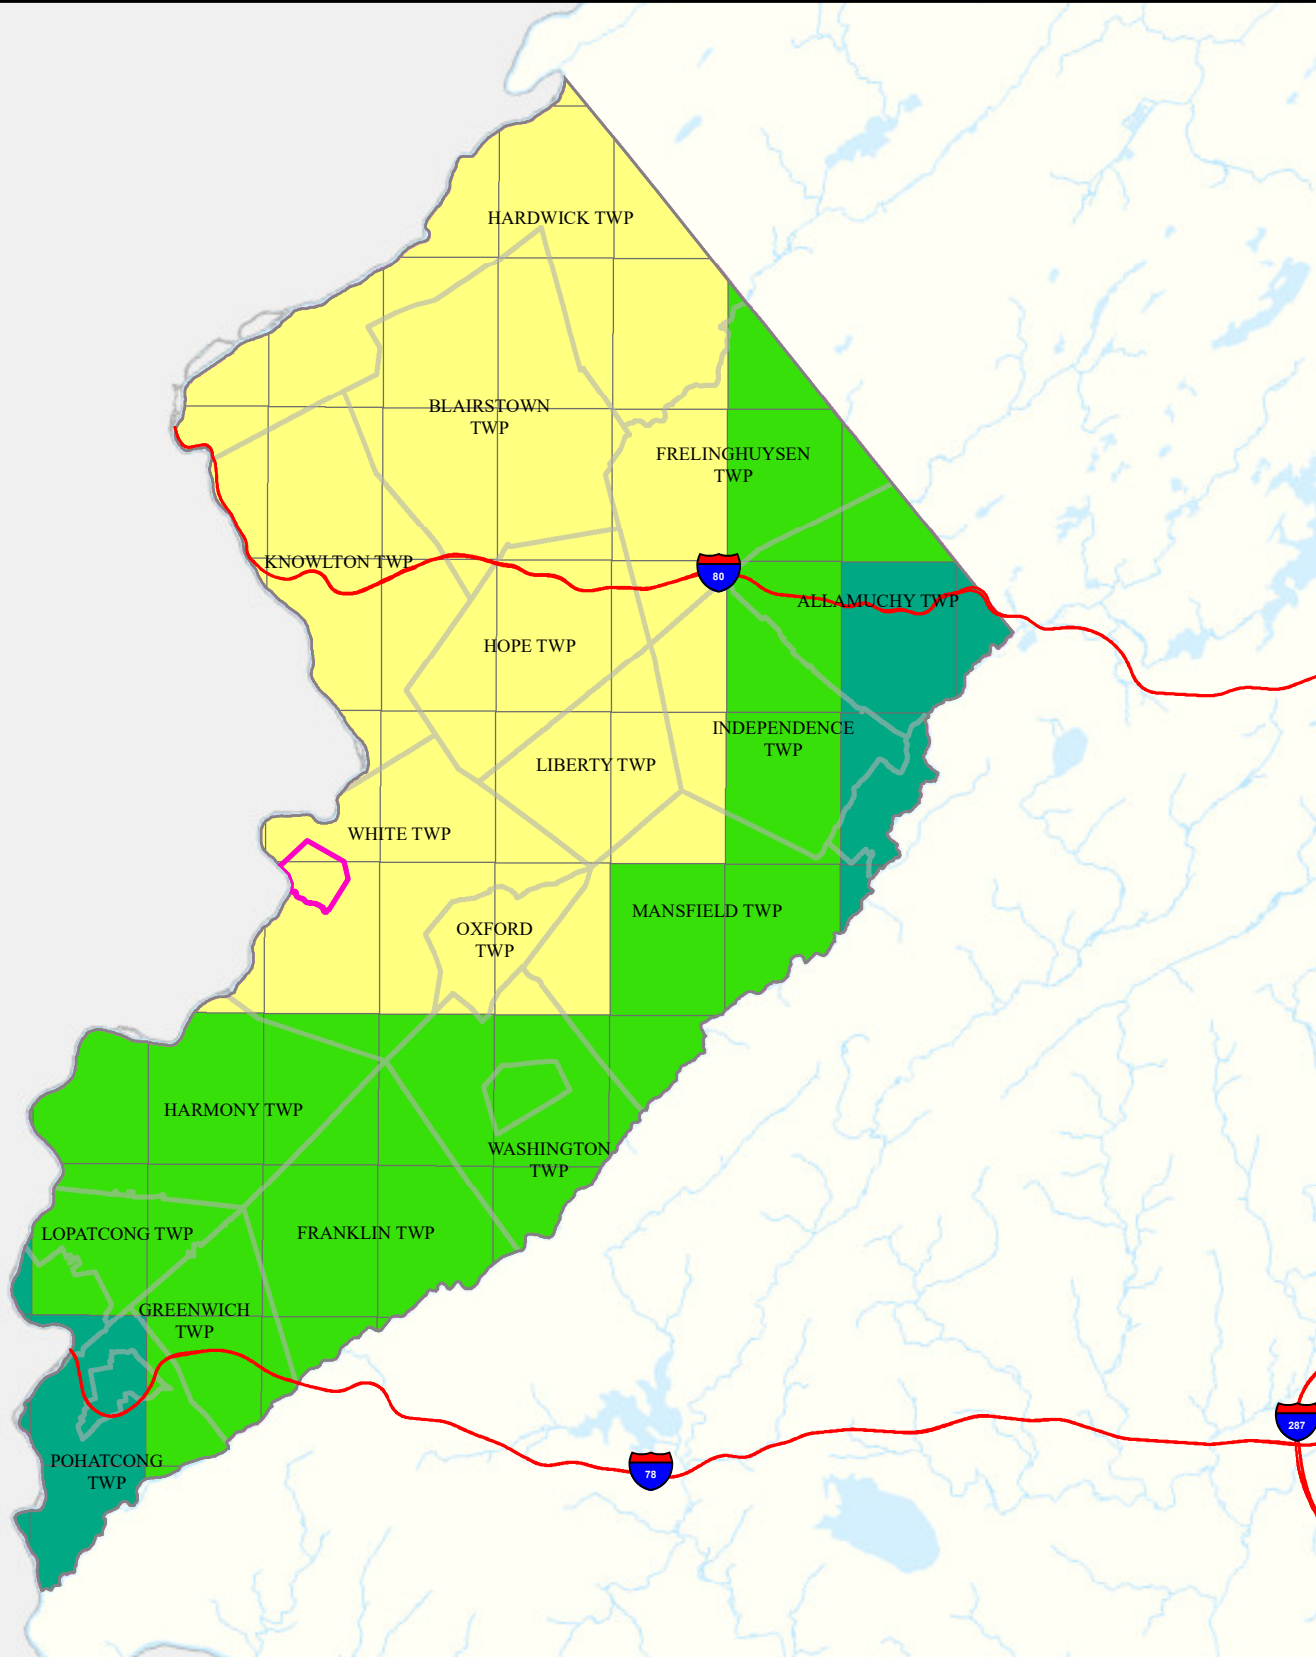 HARDWICK TWP
BLAIRSTOWN
TWP
FRELINGHUYSEN
TWP
KNOWLTON TWP
80
ALLAMUCHY TWP
HOPE TWP
INDEPENDENCE
TWP
LIBERTY TWP
WHITE TWP
MANSFIELD TWP
OXFORD
TWP
HARMONY TWP
WASHINGTON
TWP
LOPATCONG TWP
FRANKLIN TWP
GREENWICH
TWP
287
POHATCONG
TWP
78